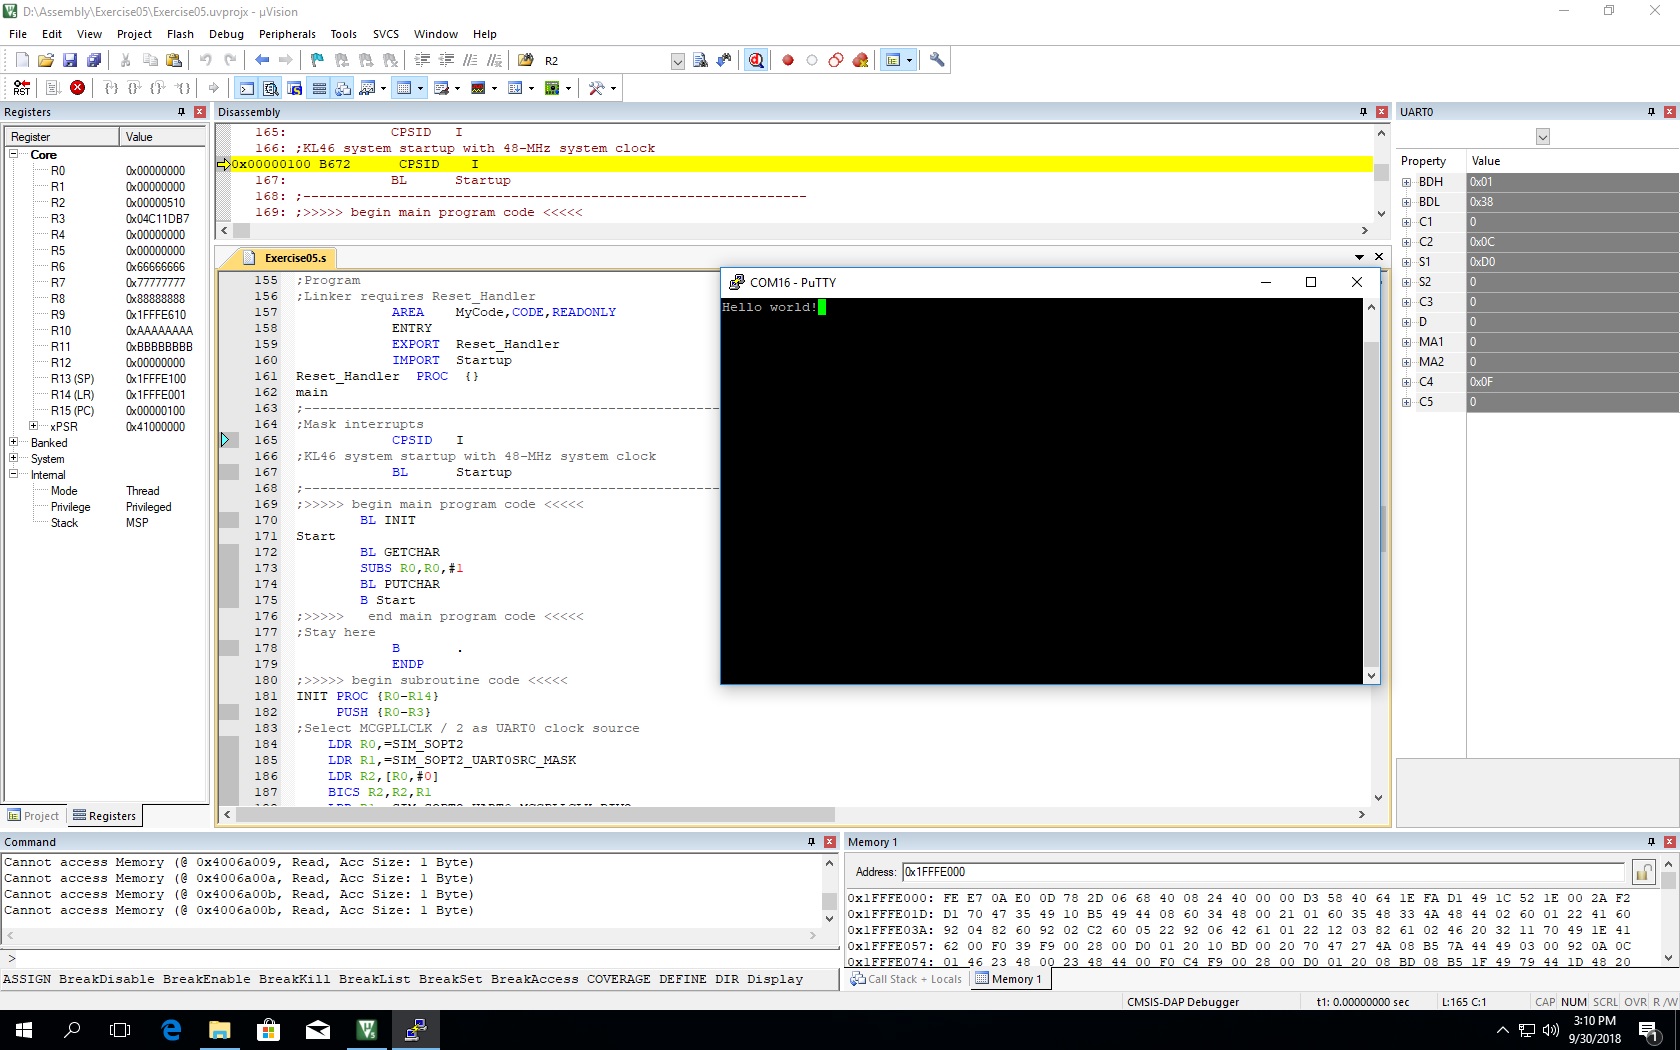 D:\Assembly\Exercise05\Exercise05.uvprojx - µVision
File Edit View Project Flash Debug Peripherals Tools SVCS Window Help
R2
Registers
Register Value
Core
R0 0x00000000
R1 0x00000000
R2 0x00000510
R3 0x04C11DB7
R4 0x00000000
R5 0x00000000
R6 0x66666666
R7 0x77777777
R8 0x88888888
R9 0x1FFFE610
R10 0xAAAAAAAA
R11 0xBBBBBBBB
R12 0x00000000
R13 (SP) 0x1FFFE100
R14 (LR) 0x1FFFE001
R15 (PC) 0x00000100
xPSR 0x41000000
Banked
System
Internal
Mode Thread
Privilege Privileged
Stack MSP
Project Registers
Disassembly
165: CPSID I
166: ;KL46 system startup with 48-MHz system clock
0x00000100 B672 CPSID I
167: BL Startup
168: ;---------------------------------------------------------------
169: ;>>>>> begin main program code <<<<<
Exercise05.s
155 ;Program
156 ;Linker requires Reset_Handler
157 AREA MyCode,CODE,READONLY
158 ENTRY
159 EXPORT Reset_Handler
160 IMPORT Startup
161 Reset_Handler PROC {}
162 main
163 ;----------------------------------------------------
164 ;Mask interrupts
165 CPSID I
166 ;KL46 system startup with 48-MHz system clock
167 BL Startup
168 ;----------------------------------------------------
169 ;>>>>> begin main program code <<<<<
170 BL INIT
171 Start
172 BL GETCHAR
173 SUBS R0,R0,#1
174 BL PUTCHAR
175 B Start
176 ;>>>>> end main program code <<<<<
177 ;Stay here
178 B .
179 ENDP
180 ;>>>>> begin subroutine code <<<<<
181 INIT PROC {R0-R14}
182 PUSH {R0-R3}
183 ;Select MCGPLLCLK / 2 as UART0 clock source
184 LDR R0,=SIM_SOPT2
185 LDR R1,=SIM_SOPT2_UART0SRC_MASK
186 LDR R2,[R0,#0]
187 BICS R2,R2,R1
COM16 - PuTTY
Hello world!
UART0
Property Value
BDH 0x01
BDL 0x38
C1 0
C2 0x0C
S1 0xD0
S2 0
C3 0
D 0
MA1 0
MA2 0
C4 0x0F
C5 0
Command
Cannot access Memory (@ 0x4006a009, Read, Acc Size: 1 Byte)
Cannot access Memory (@ 0x4006a00a, Read, Acc Size: 1 Byte)
Cannot access Memory (@ 0x4006a00b, Read, Acc Size: 1 Byte)
Cannot access Memory (@ 0x4006a00b, Read, Acc Size: 1 Byte)
>
ASSIGN BreakDisable BreakEnable BreakKill BreakList BreakSet BreakAccess COVERAGE DEFINE DIR Display
Memory 1
Address: 0x1FFFE000
0x1FFFE000: FE E7 0A E0 0D 78 2D 06 68 40 08 24 40 00 00 D3 58 40 64 1E FA D1 49 1C 52 1E 00 2A F2
0x1FFFE01D: D1 70 47 35 49 10 B5 49 44 08 60 34 48 00 21 01 60 35 48 33 4A 48 44 02 60 01 22 41 60
0x1FFFE03A: 92 04 82 60 92 02 C2 60 05 22 92 06 42 61 01 22 12 03 82 61 02 46 20 32 11 70 49 1E 41
0x1FFFE057: 62 00 F0 39 F9 00 28 00 D0 01 20 10 BD 00 20 70 47 27 4A 08 B5 7A 44 49 03 00 92 0A 0C
0x1FFFE074: 01 46 23 48 00 23 48 44 00 F0 C4 F9 00 28 00 D0 01 20 08 BD 08 B5 1F 49 79 44 1D 48 20
Call Stack + Locals Memory 1
CMSIS-DAP Debugger t1: 0.00000000 sec L:165 C:1 CAP NUM SCRL OVR R/W
3:10 PM
9/30/2018
1